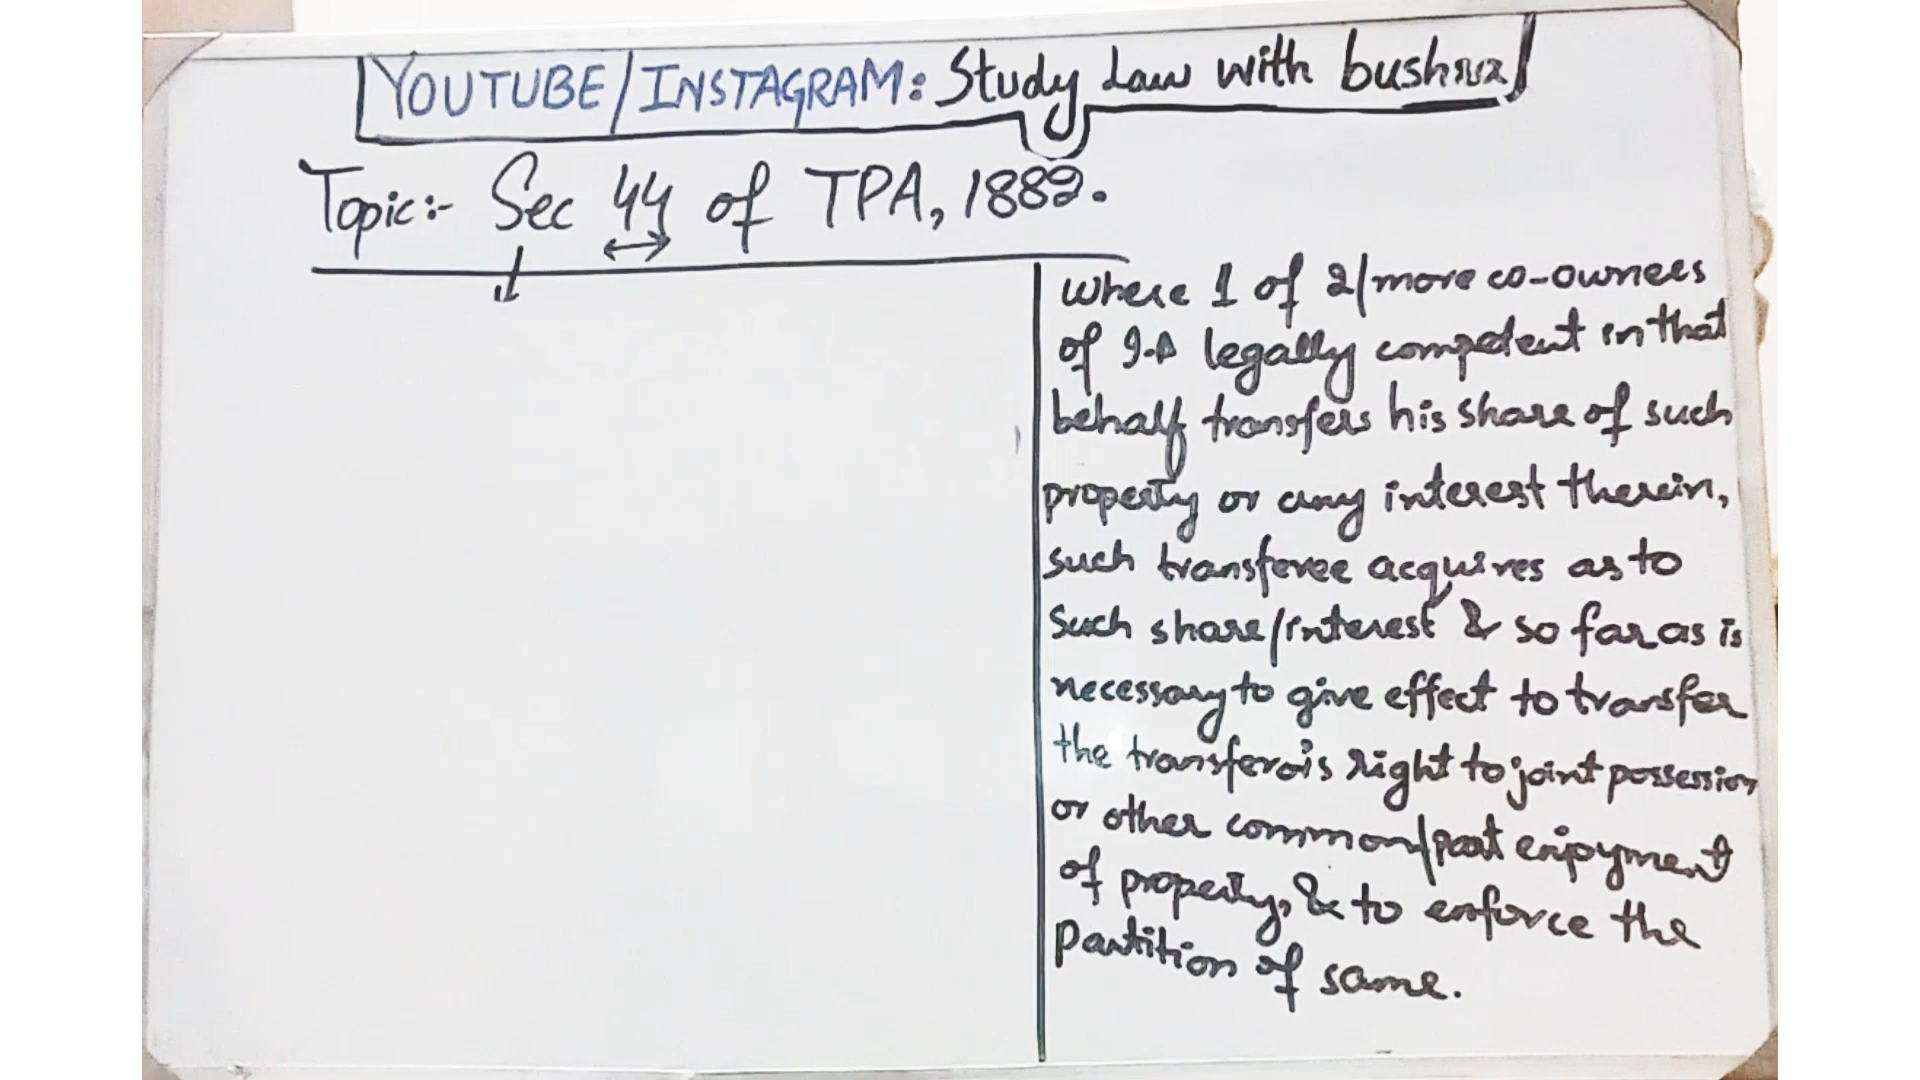 YOUTUBE/INSTAGRAM: Study Law with bushra
Topic:- Sec 44 of TPA, 1882.
Where 1 of 2/more co-owners
of I.P legally competent in that
behalf transfers his share of such
property or any interest therein,
such transferee acquires as to
such share/interest & so far as is
necessary to give effect to transfer
the transferor's right to joint possession
or other common/part enjoyment
of property, & to enforce the
partition of same.